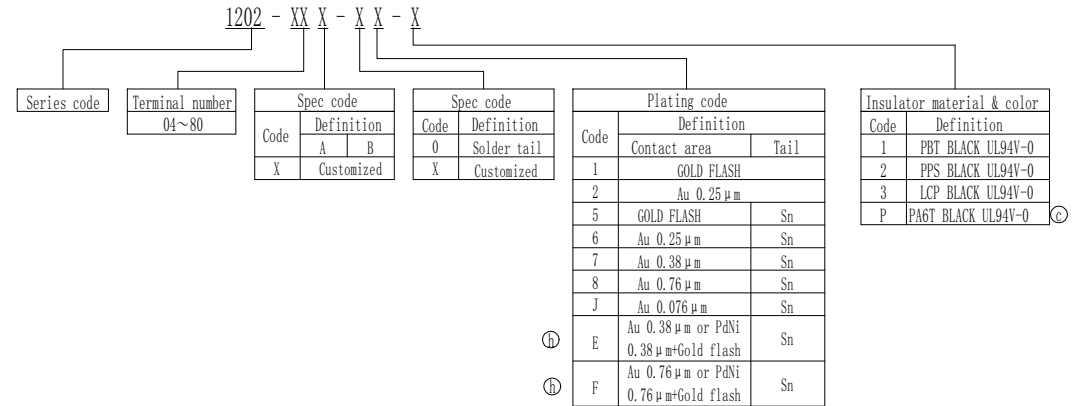 1202 - XX X - X X - X
Series code
Terminal number
04~80
Spec code
Code Definition
A B
X Customized
Spec code
Code Definition
0 Solder tail
X Customized
Plating code
Code Definition
Contact area Tail
1 GOLD FLASH
2 Au 0.25μm
5 GOLD FLASH Sn
6 Au 0.25μm Sn
7 Au 0.38μm Sn
8 Au 0.76μm Sn
J Au 0.076μm Sn
h E Au 0.38μm or PdNi Sn
0.38μm+Gold flash
h F Au 0.76μm or PdNi Sn
0.76μm+Gold flash
Insulator material & color
Code Definition
1 PBT BLACK UL94V-0
2 PPS BLACK UL94V-0
3 LCP BLACK UL94V-0
P PA6T BLACK UL94V-0 c